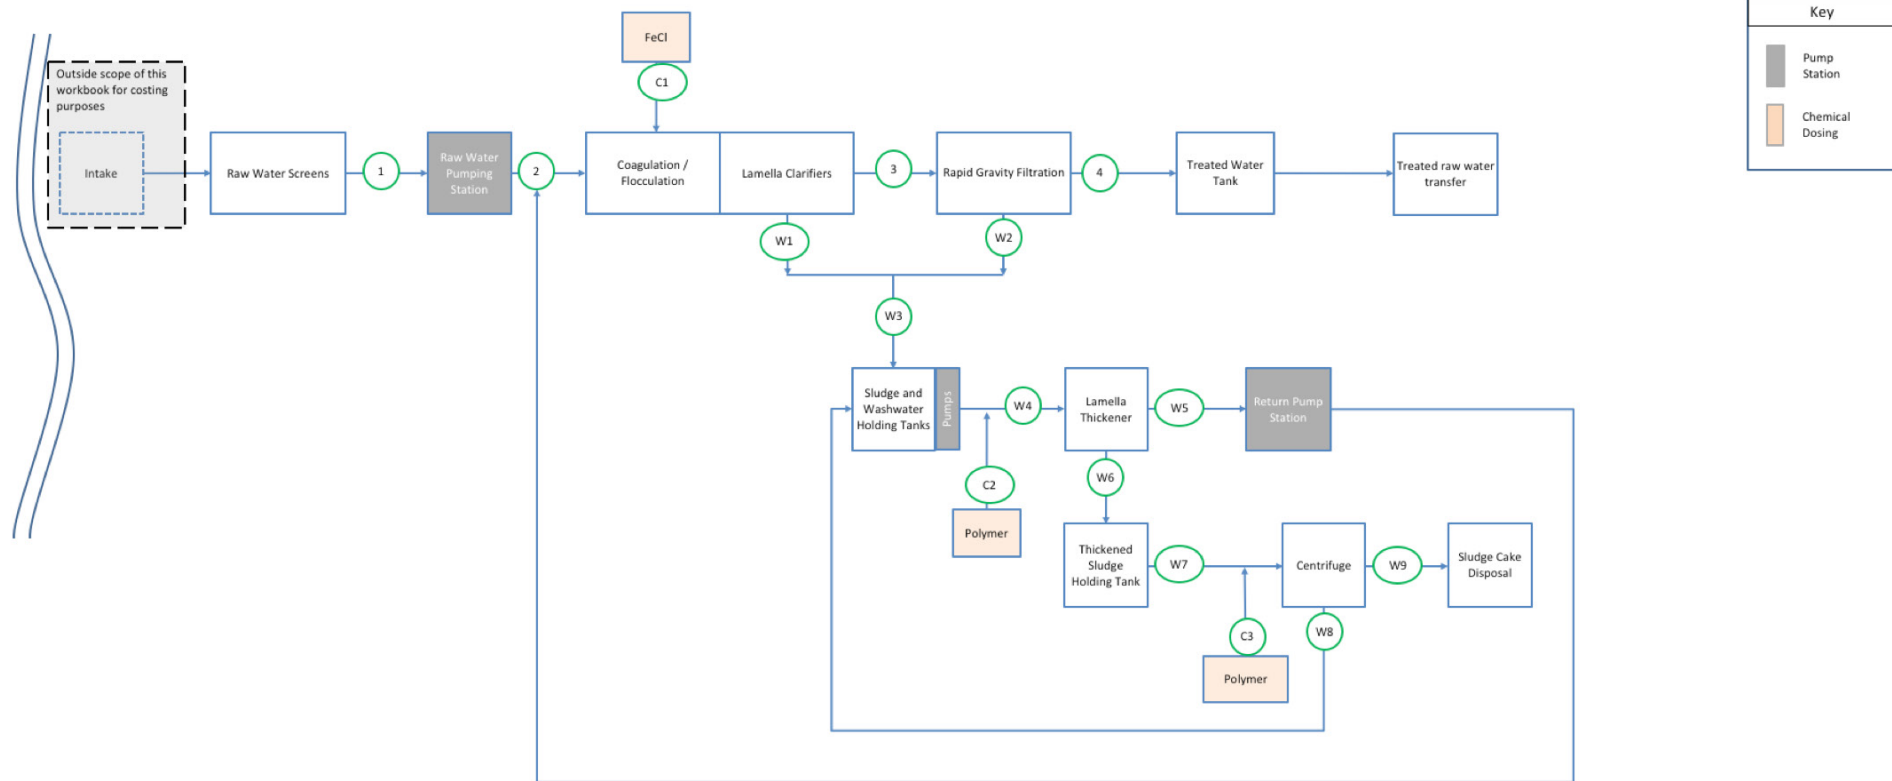 Key
Pump
Station
Chemical
Dosing
FeCl
C1
Outside scope of this
workbook for costing
purposes
Intake
Raw Water Screens
1
Raw Water
Pumping
Station
2
Coagulation /
Flocculation
Lamella Clarifiers
3
Rapid Gravity Filtration
4
Treated Water
Tank
Treated raw water
transfer
W1
W2
W3
Sludge and
Washwater
Holding Tanks
Pumps
W4
Lamella
Thickener
W5
Return Pump
Station
C2
Polymer
W6
Thickened
Sludge
Holding Tank
W7
Centrifuge
W9
Sludge Cake
Disposal
C3
W8
Polymer